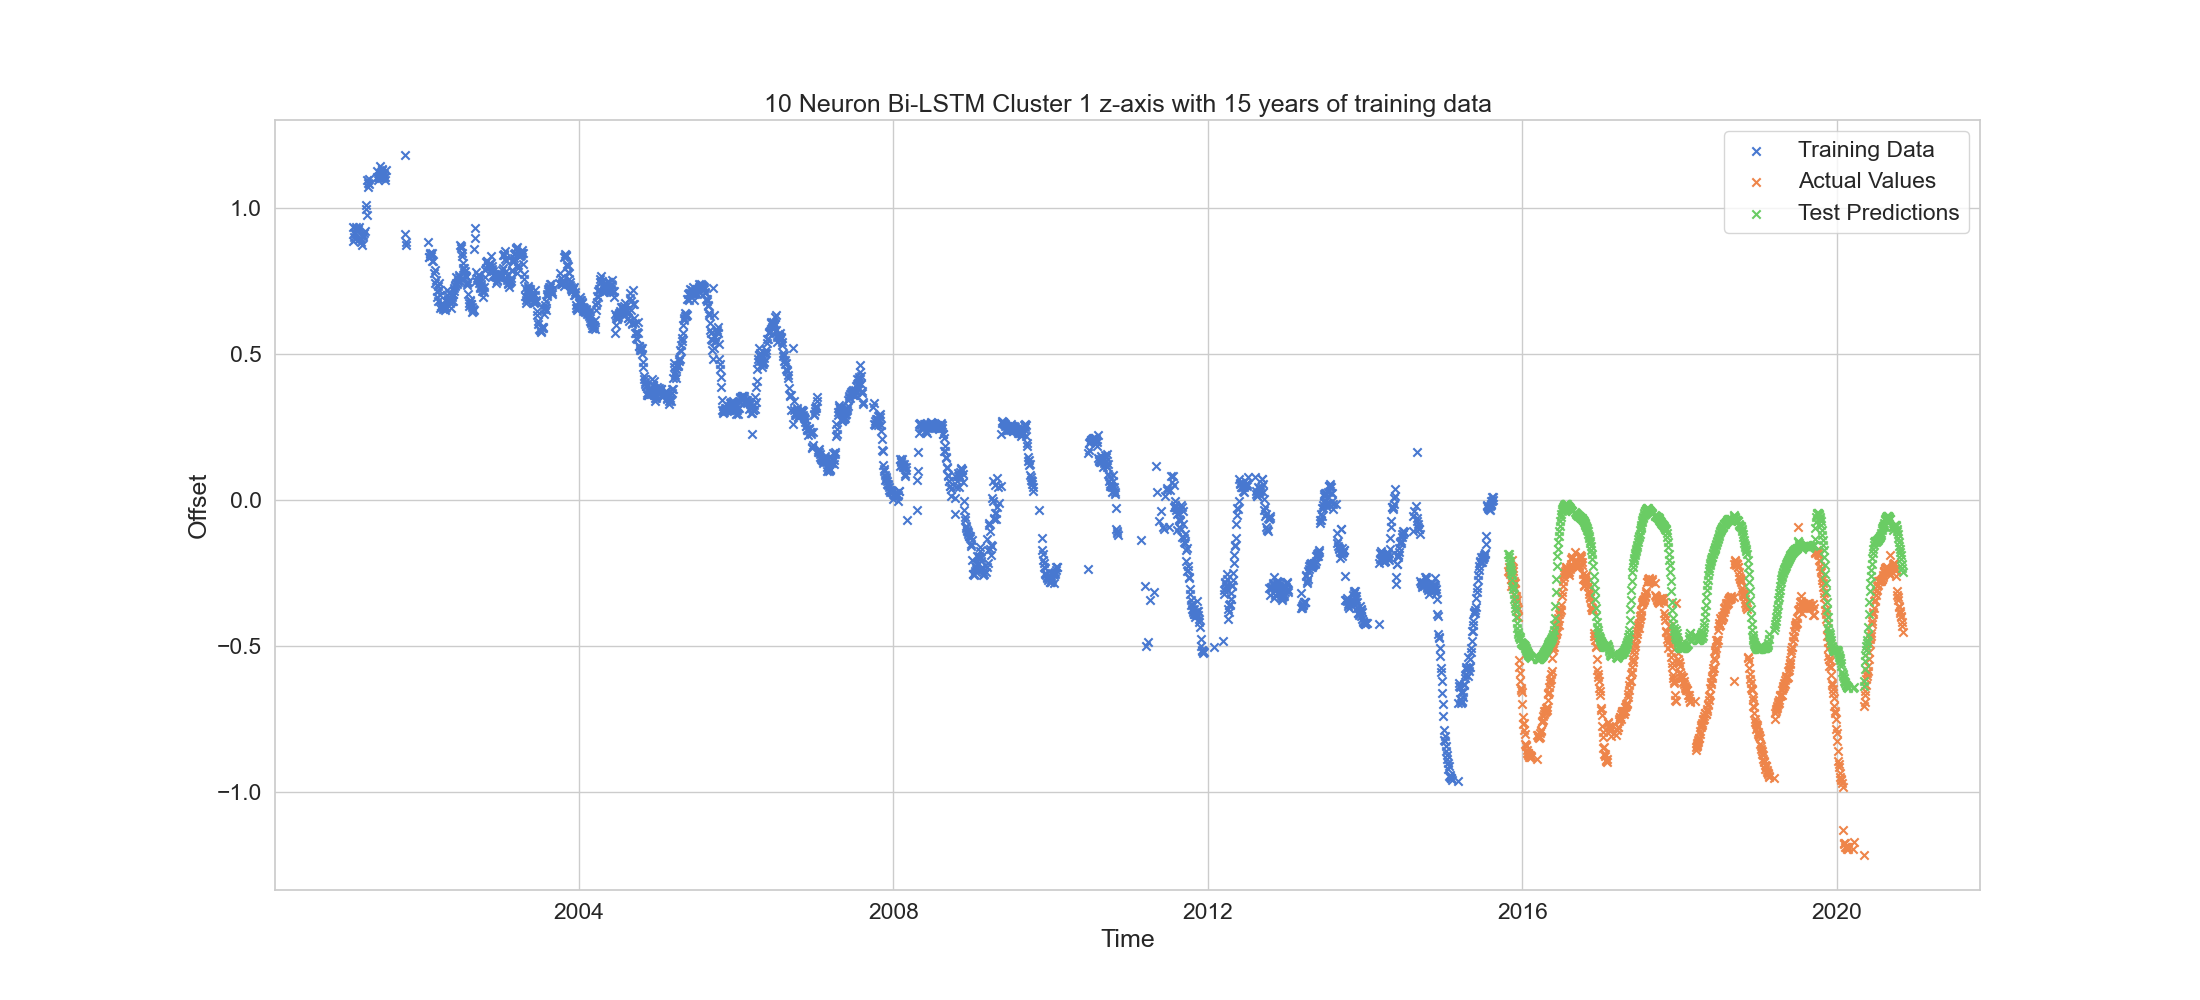 10 Neuron Bi-LSTM Cluster 1 z-axis with 15 years of training data
Training Data
Actual Values
Test Predictions
1.0
0.5
0.0
−0.5
−1.0
Offset
2004 2008 2012 2016 2020
Time